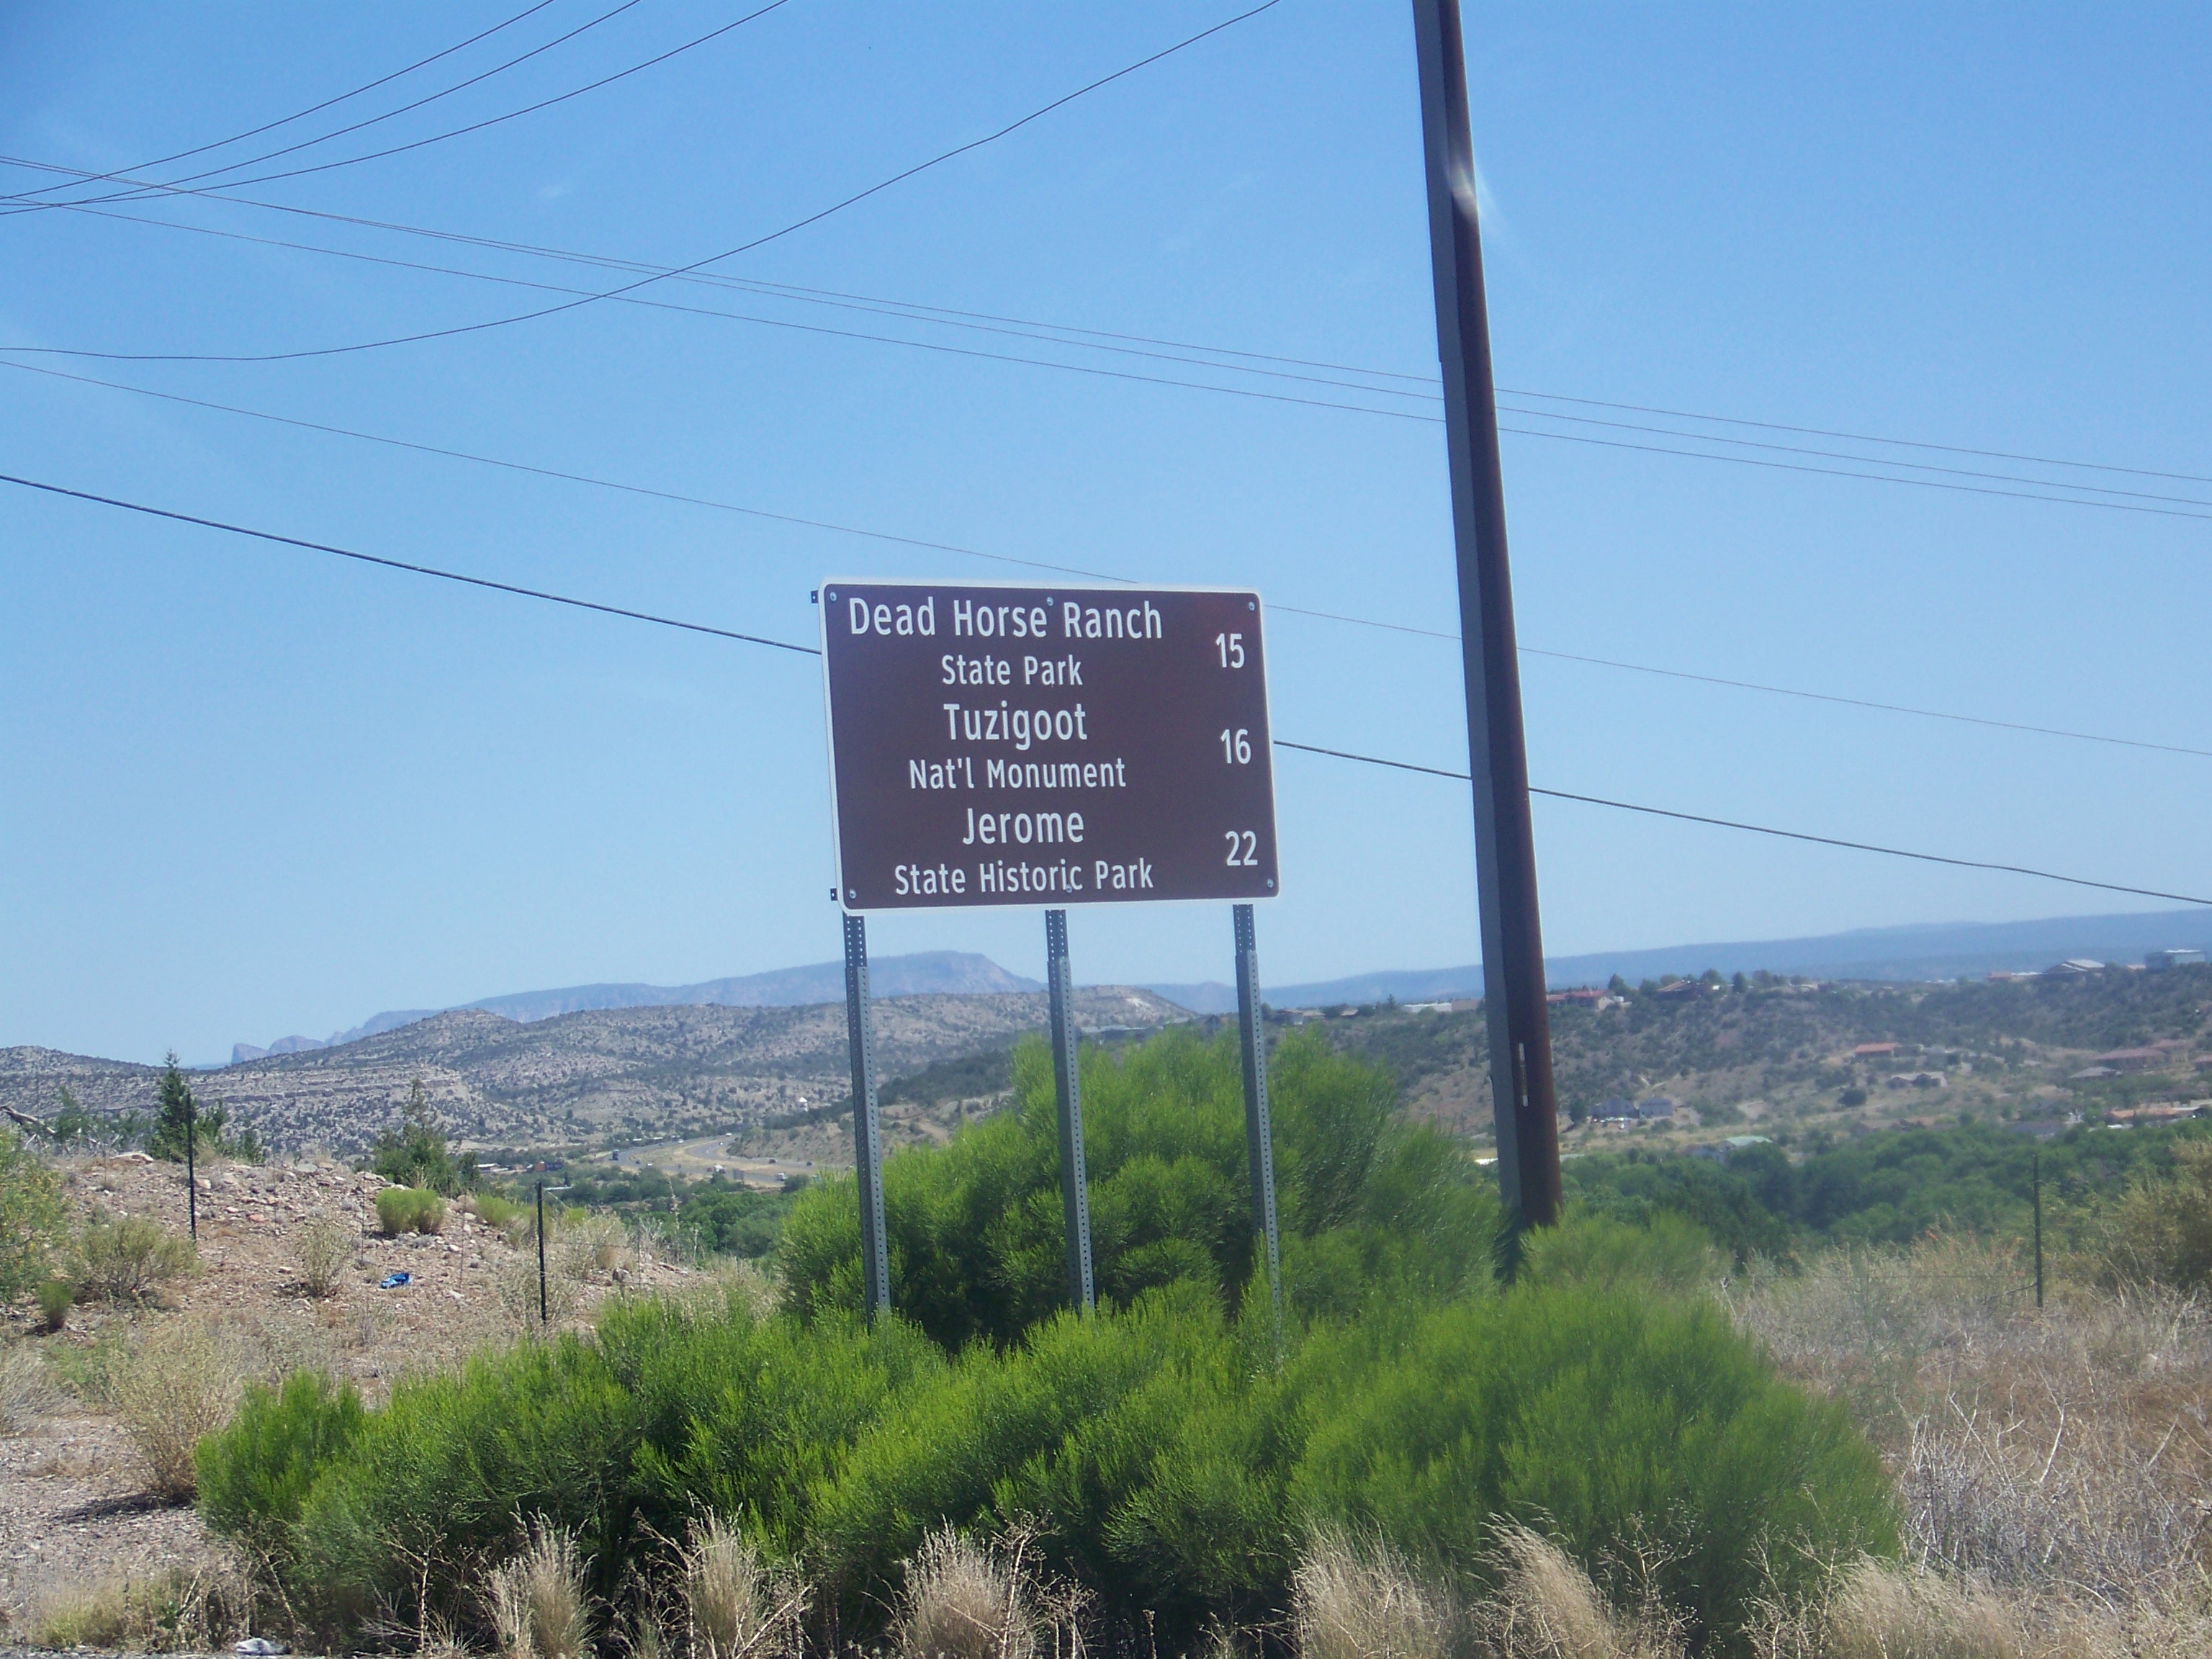 Dead Horse Ranch
State Park 15
Tuzigoot
Nat'l Monument 16
Jerome
State Historic Park 22